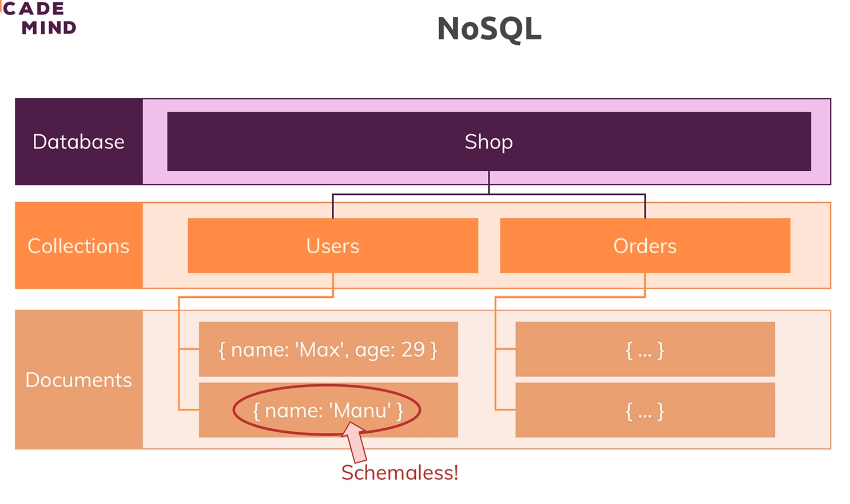 CADE
MIND
NoSQL
Database
Shop
Collections
Users
Orders
Documents
{ name: 'Max', age: 29 }
{ ... }
{ name: 'Manu' }
{ ... }
Schemaless!